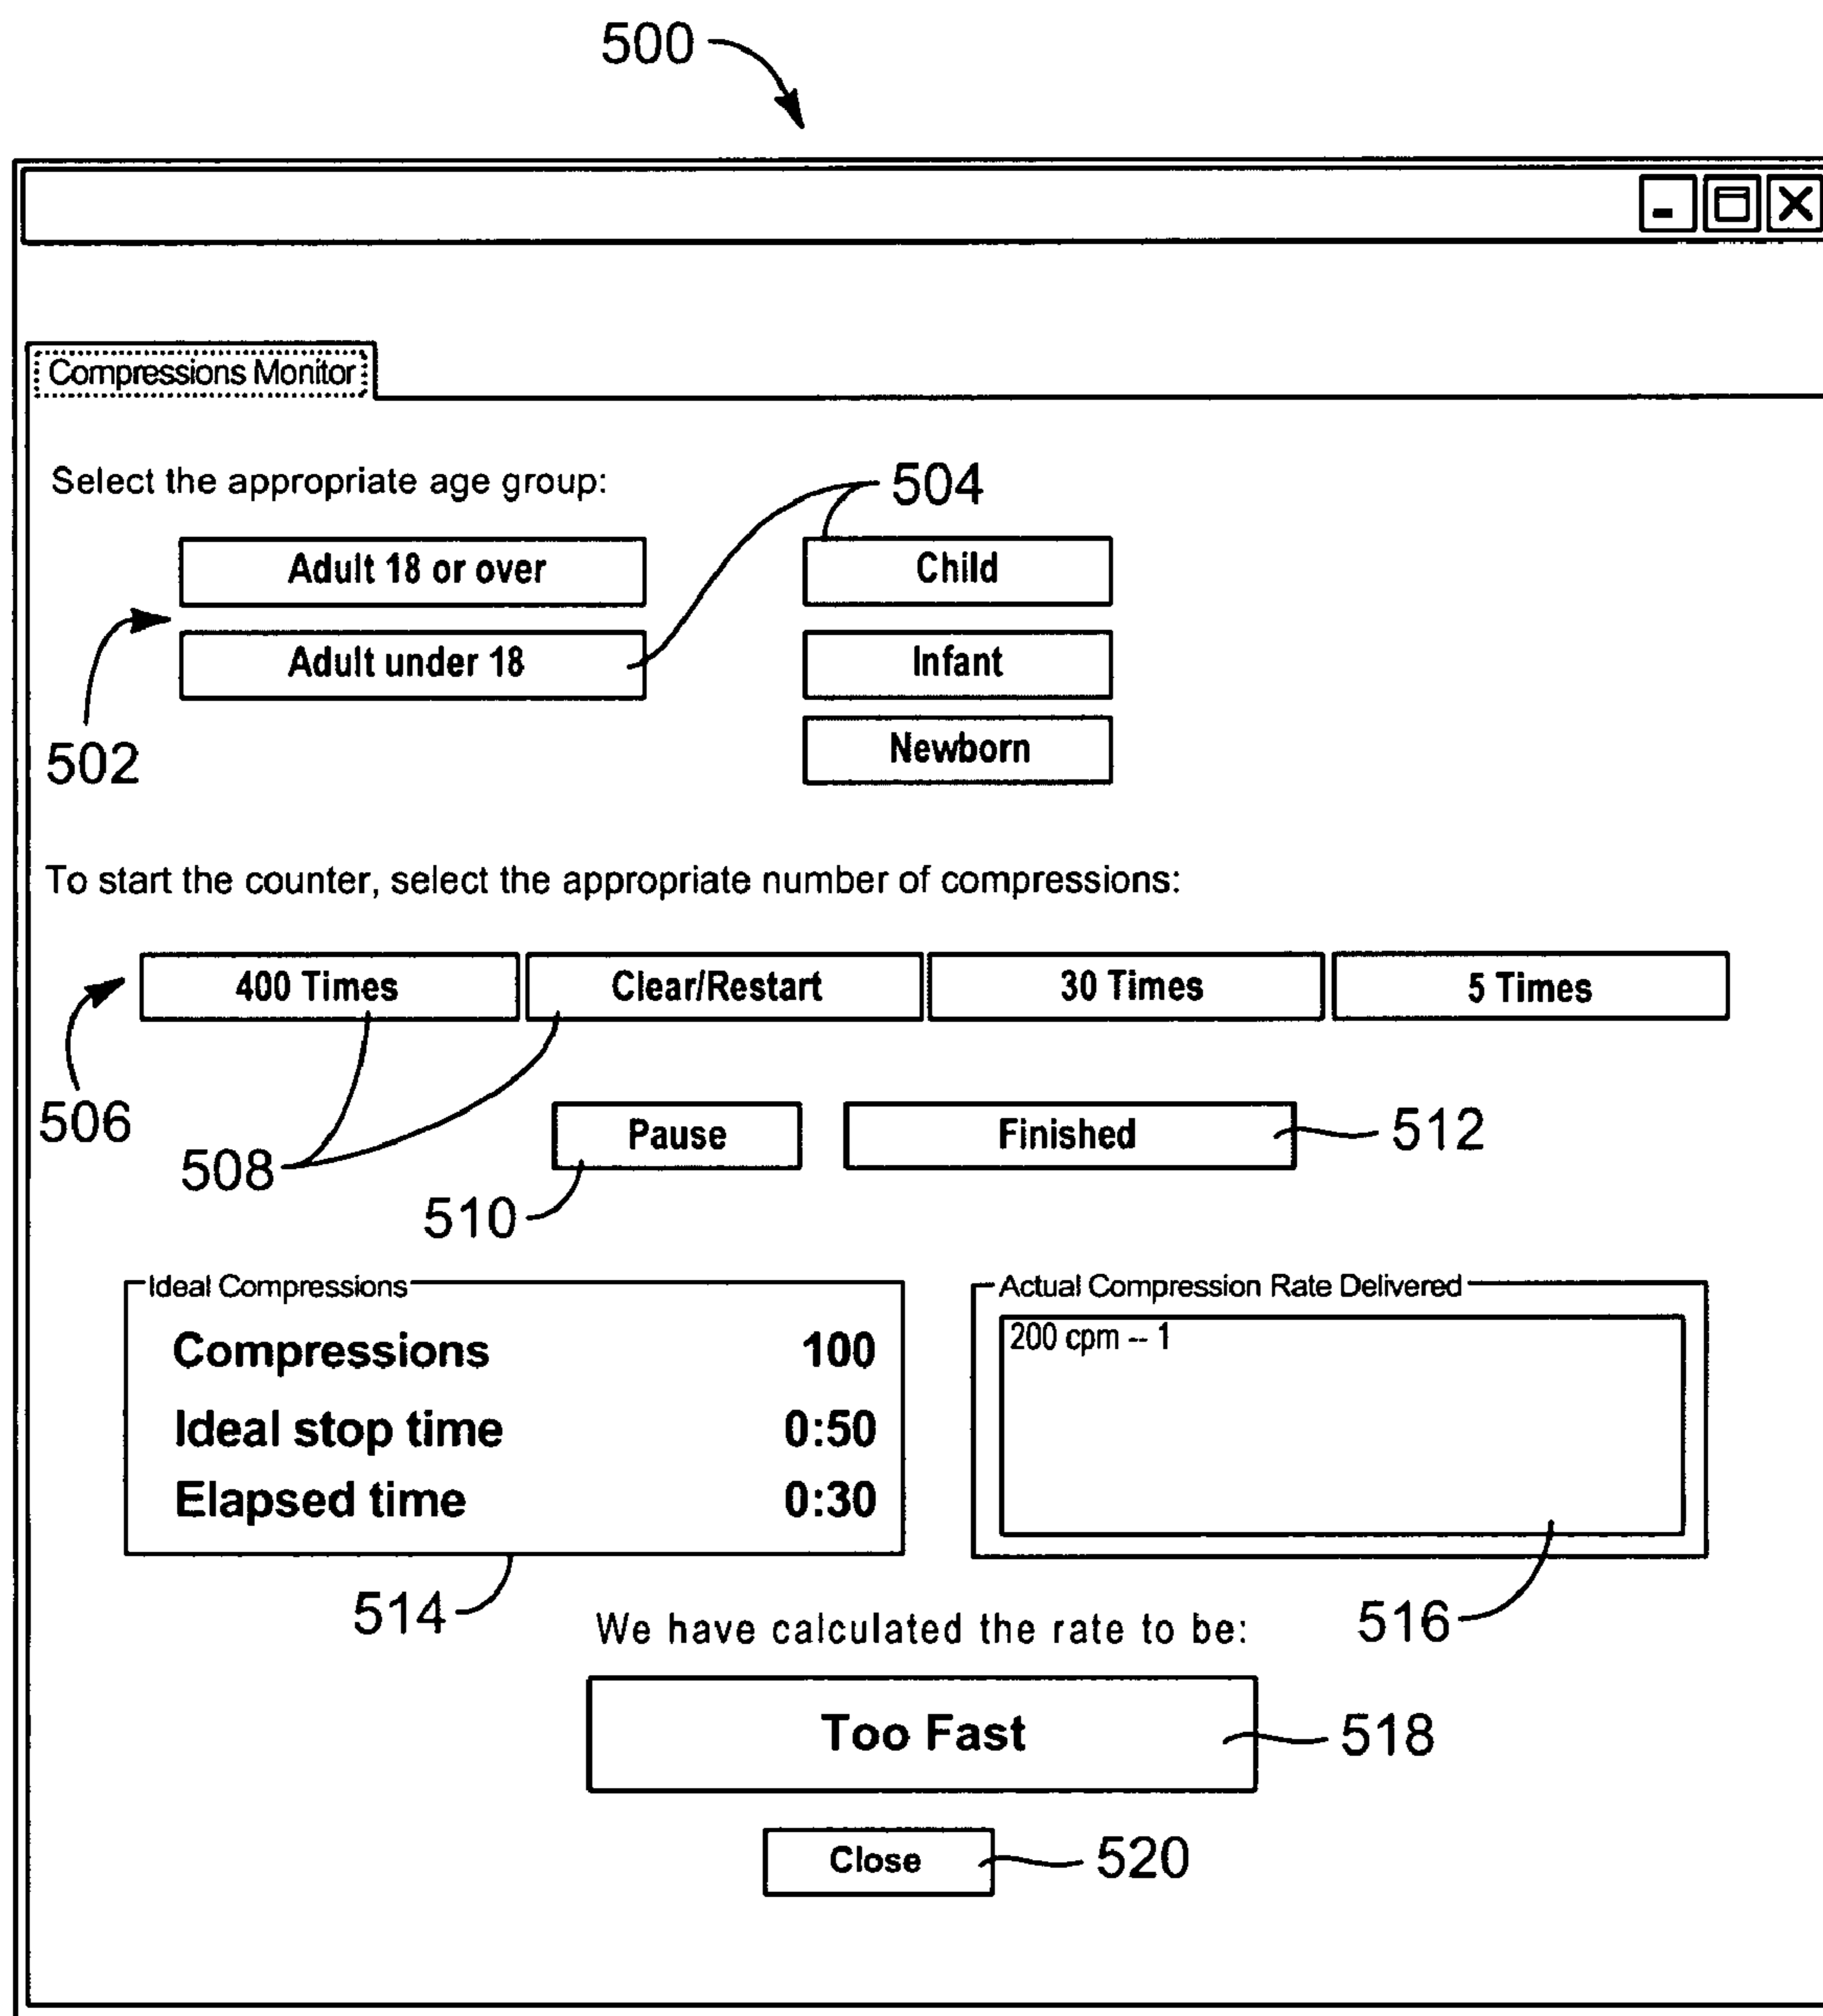 500
Compressions Monitor
Select the appropriate age group:
504
Adult 18 or over
Child
Adult under 18
Infant
502
Newborn
To start the counter, select the appropriate number of compressions:
400 Times
Clear/Restart
30 Times
5 Times
506
508
Pause
Finished
512
510
Ideal Compressions
Compressions 100
Ideal stop time 0:50
Elapsed time 0:30
514
Actual Compression Rate Delivered
200 cpm -- 1
516
We have calculated the rate to be:
Too Fast
518
Close
520